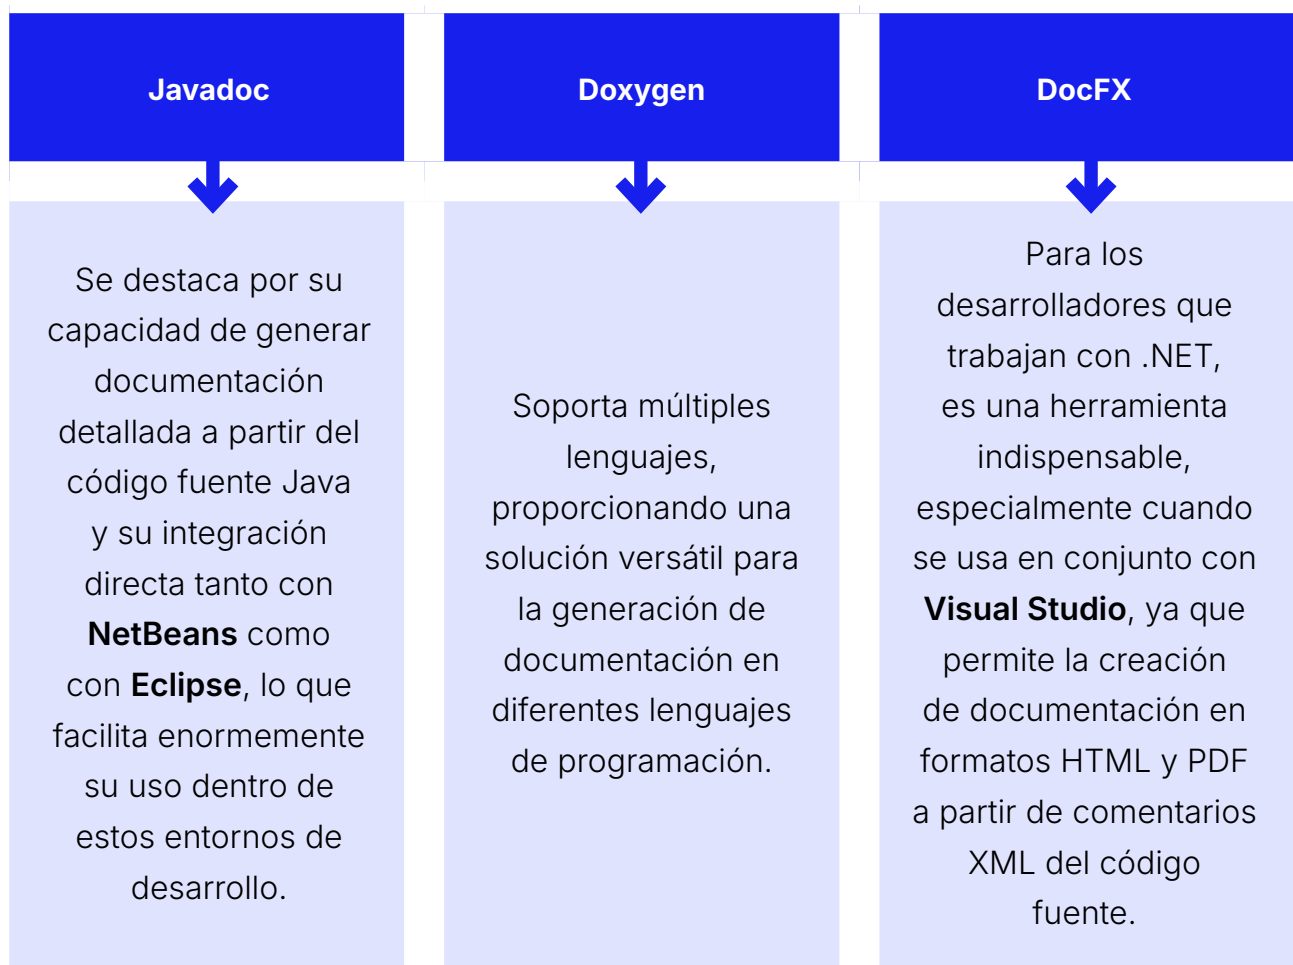 Javadoc
Se destaca por su
capacidad de generar
documentación
detallada a partir del
código fuente Java
y su integración
directa tanto con
NetBeans como
con Eclipse, lo que
facilita enormemente
su uso dentro de
estos entornos de
desarrollo.
Doxygen
Soporta múltiples
lenguajes,
proporcionando una
solución versátil para
la generación de
documentación en
diferentes lenguajes
de programación.
DocFX
Para los
desarrolladores que
trabajan con .NET,
es una herramienta
indispensable,
especialmente cuando
se usa en conjunto con
Visual Studio, ya que
permite la creación
de documentación en
formatos HTML y PDF
a partir de comentarios
XML del código
fuente.